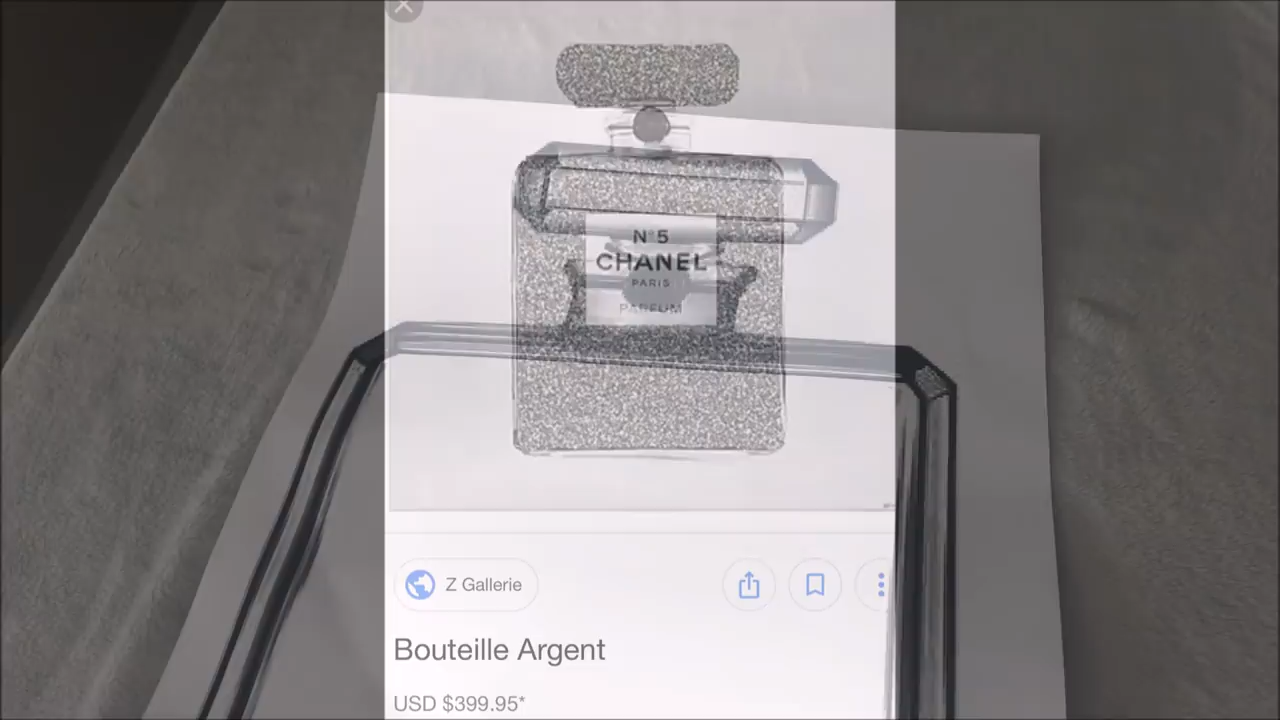 N°5
CHANEL
PARIS
PARFUM
Z Gallerie
Bouteille Argent
USD $399.95*